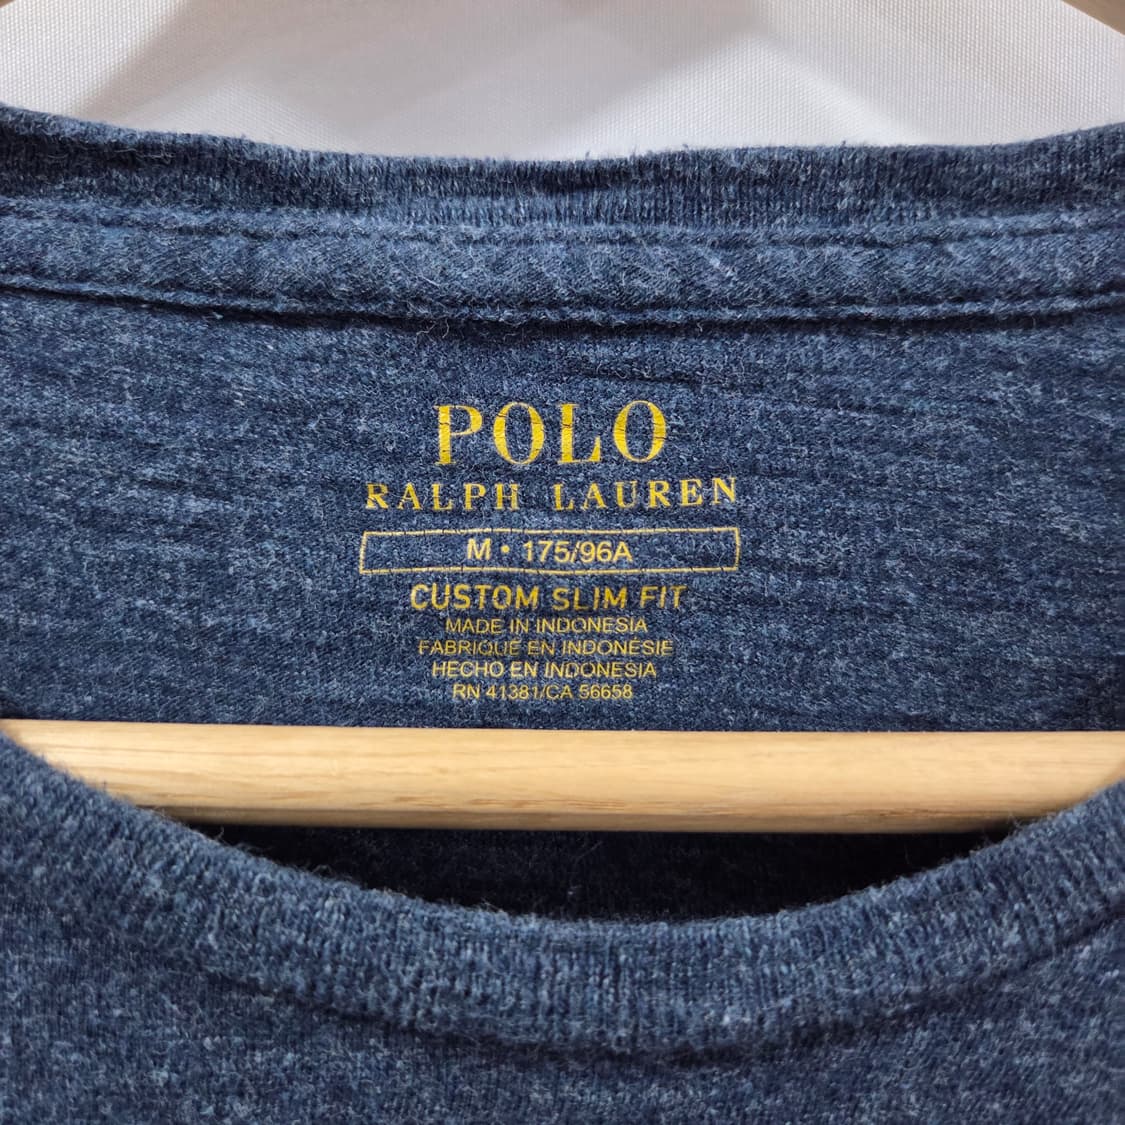 POLO
RALPH LAUREN
M • 175/96A
CUSTOM SLIM FIT
MADE IN INDONESIA
FABRIQUÉ EN INDONÉSIE
HECHO EN INDONESIA
RN 41381/CA 56658